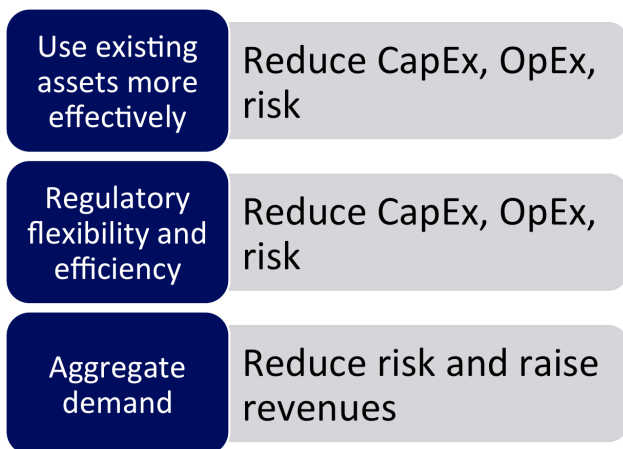 Use existing
assets more
effectively
Reduce CapEx, OpEx,
risk
Regulatory
flexibility and
efficiency
Reduce CapEx, OpEx,
risk
Aggregate
demand
Reduce risk and raise
revenues